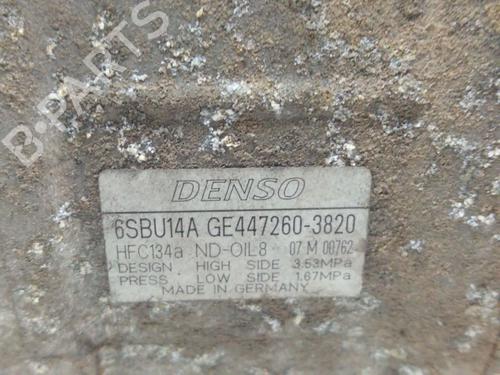 B-PARTS
DENSO
6SBU14A GE447260-3820
HFC134a ND-OIL8 07 M 00762
DESIGN HIGH SIDE 3.53MPa
PRESS LOW SIDE 1.67MPa
MADE IN GERMANY